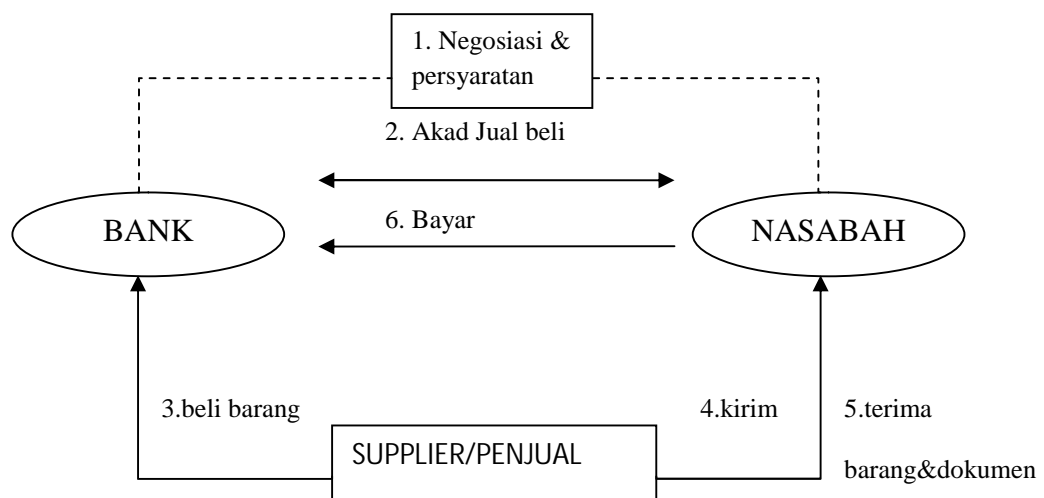 1. Negosiasi &
persyaratan
2. Akad Jual beli
6. Bayar
BANK
NASABAH
3.beli barang
4.kirim
5.terima
SUPPLIER/PENJUAL
barang&dokumen